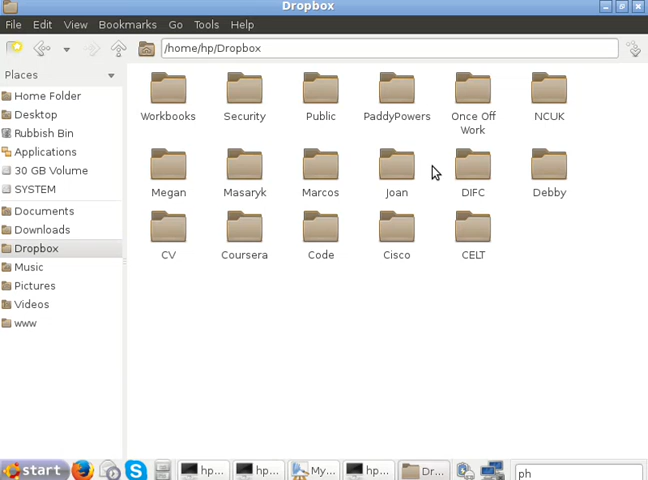 Dropbox
File Edit View Bookmarks Go Tools Help
/home/hp/Dropbox
Places
Home Folder
Desktop
Rubbish Bin
Applications
30 GB Volume
SYSTEM
Documents
Downloads
Dropbox
Music
Pictures
Videos
www
Workbooks Security Public PaddyPowers Once Off Work NCUK
Megan Masaryk Marcos Joan DIFC Debby
CV Coursera Code Cisco CELT
start hp... hp... My... hp... Dr... ph